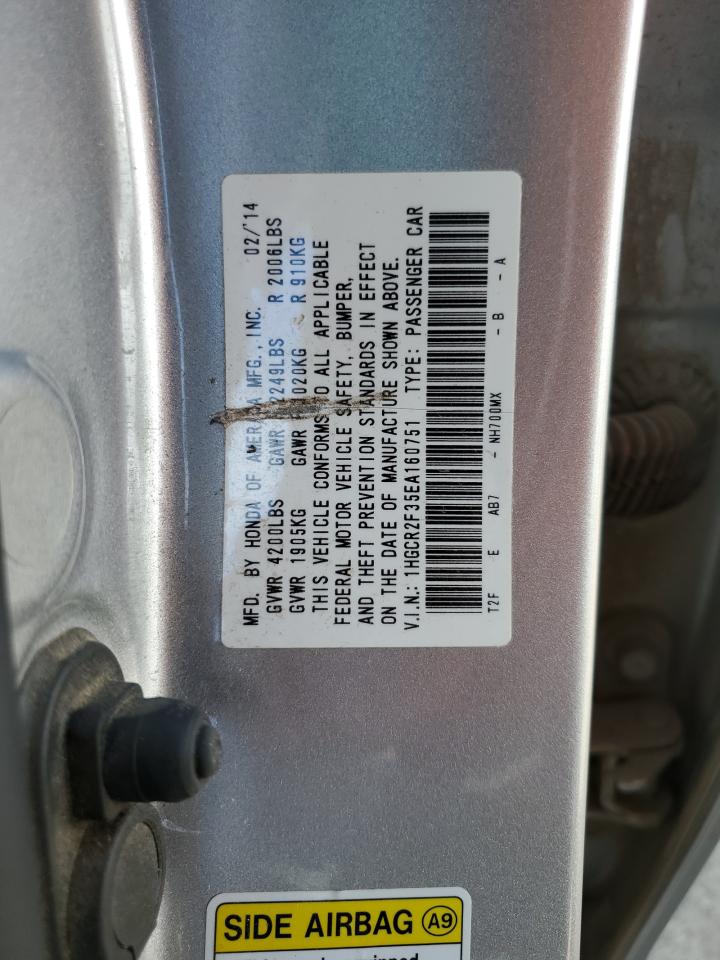 MFD. BY HONDA OF AMERICA MFG., INC. 02/14
GVWR 4200LBS GAWR 2249LBS R 2006LBS
GVWR 1905KG GAWR 020KG R 910KG
THIS VEHICLE CONFORMS TO ALL APPLICABLE
FEDERAL MOTOR VEHICLE SAFETY, BUMPER,
AND THEFT PREVENTION STANDARDS IN EFFECT
ON THE DATE OF MANUFACTURE SHOWN ABOVE.
V.I.N.: 1HGCR2F35EA160751 TYPE: PASSENGER CAR
T2F E AB7 - NH700MX - B - A
SIDE AIRBAG A9